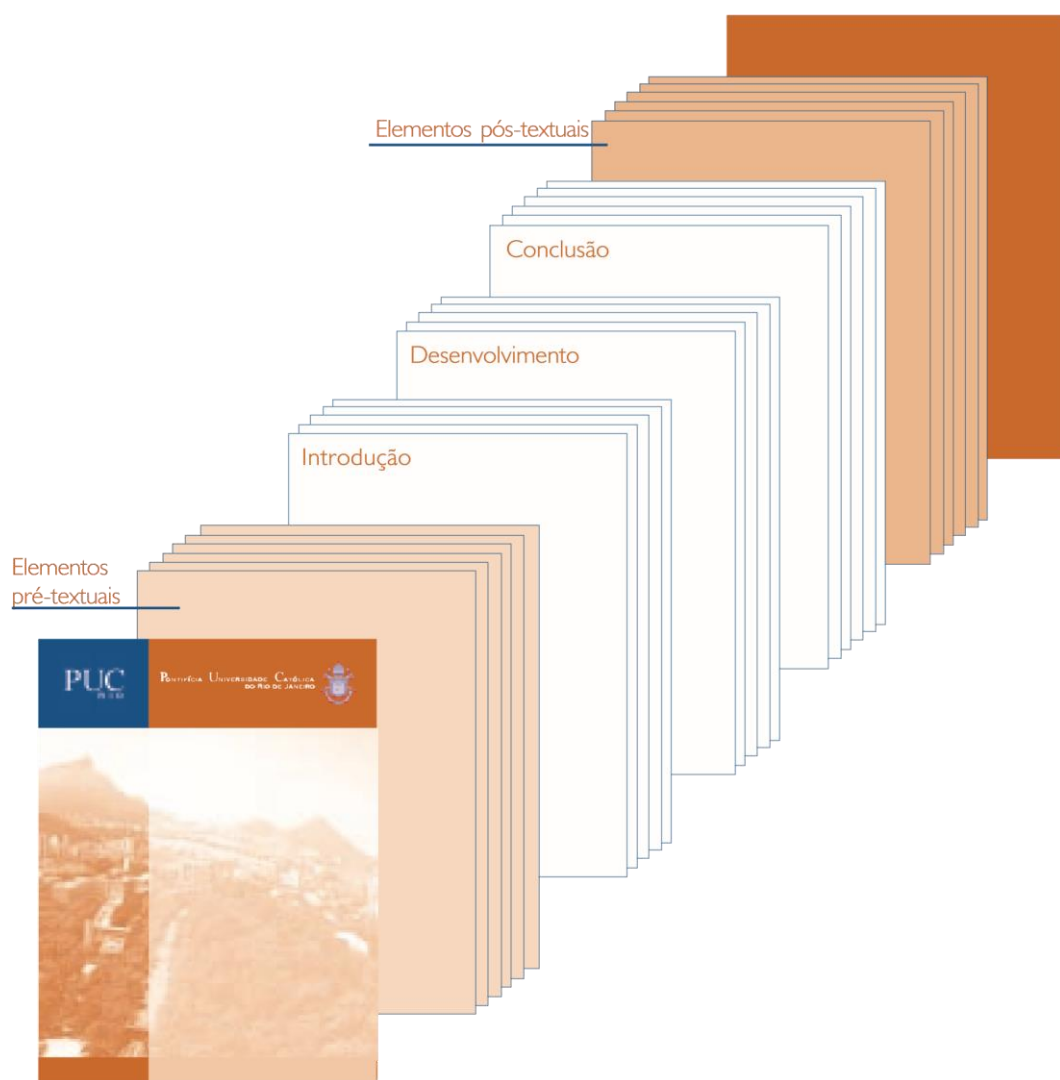 Elementos pós-textuais
Conclusão
Desenvolvimento
Introdução
Elementos
pré-textuais
PUC
RIO
Pontifícia Universidade Católica
do Rio de Janeiro